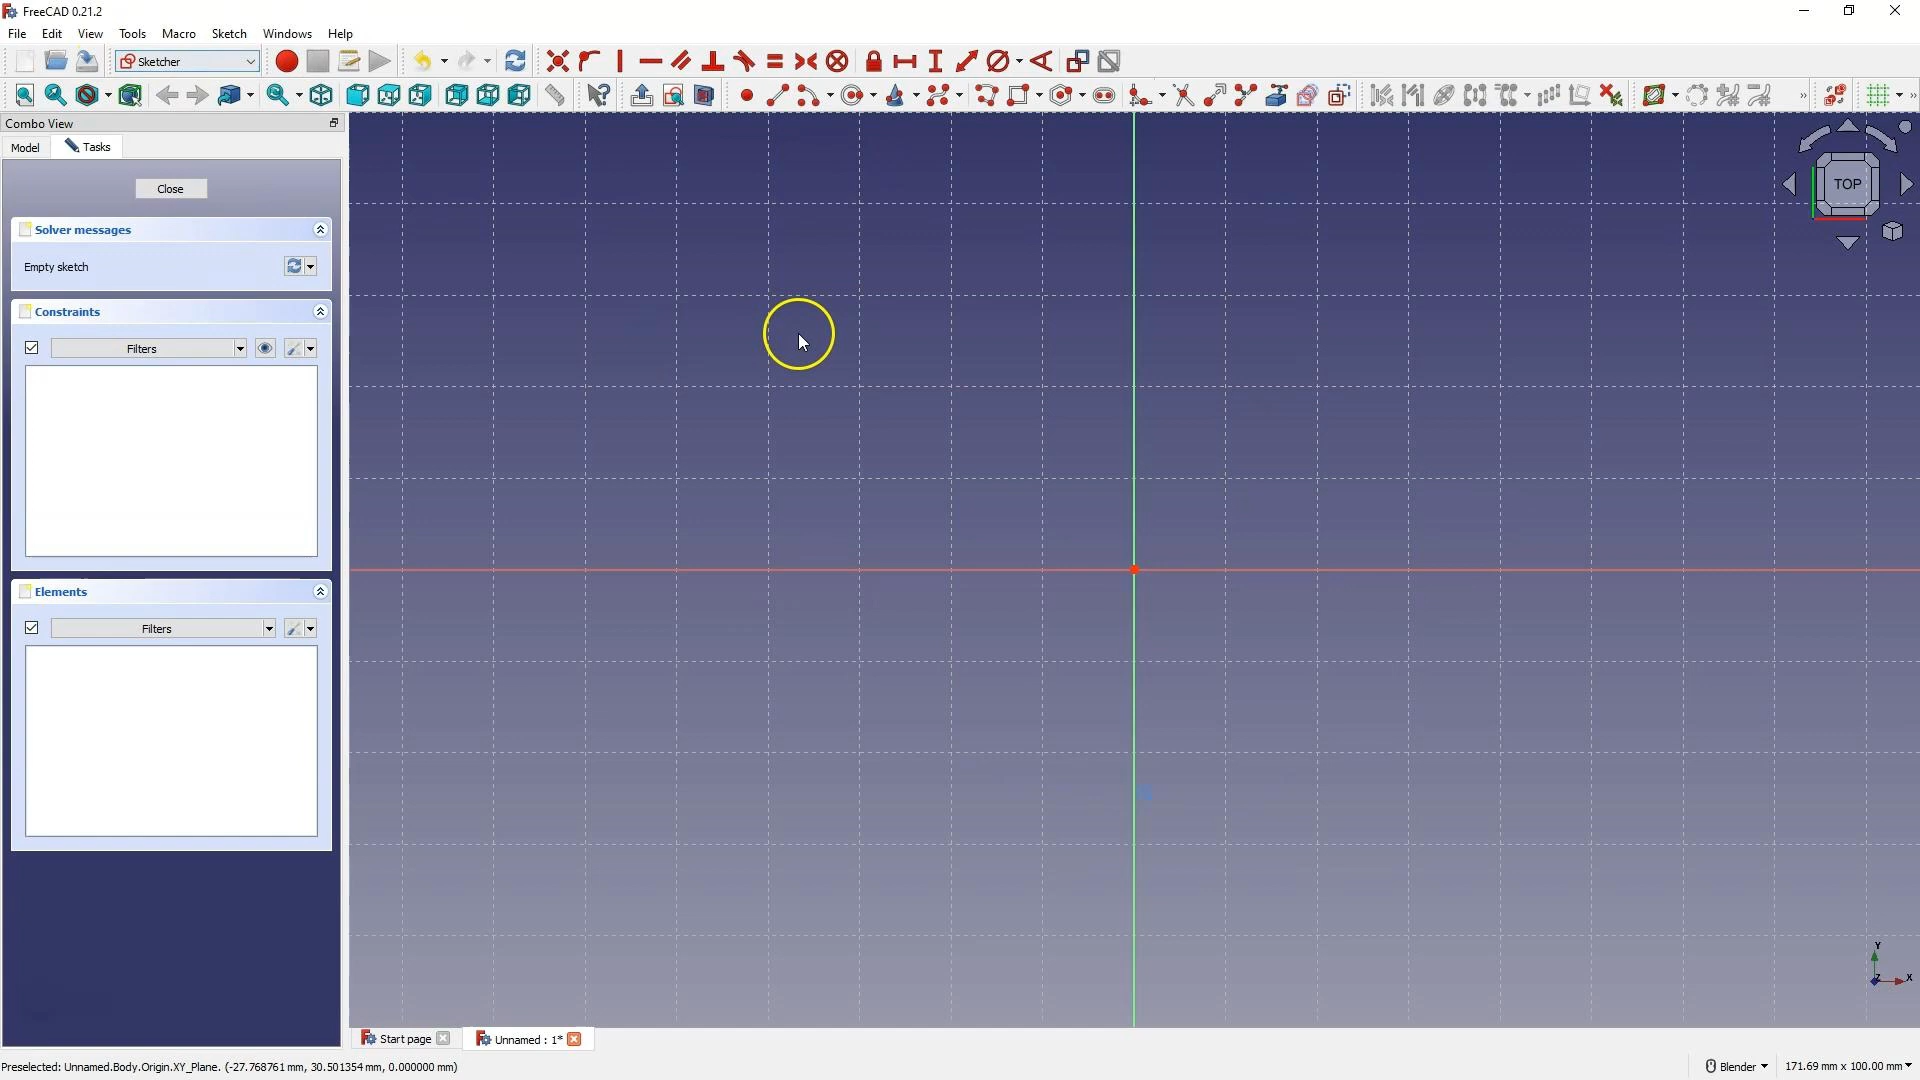 FreeCAD 0.21.2
File Edit View Tools Macro Sketch Windows Help
Sketcher
Combo View
Model Tasks
TOP
Close
Solver messages
Empty sketch
Constraints
Filters
Elements
Filters
Y
Z X
Start page Unnamed : 1*
Preselected: Unnamed.Body.Origin.XY_Plane. (-27.768761 mm, 30.501354 mm, 0.000000 mm) Blender 171.69 mm x 100.00 mm